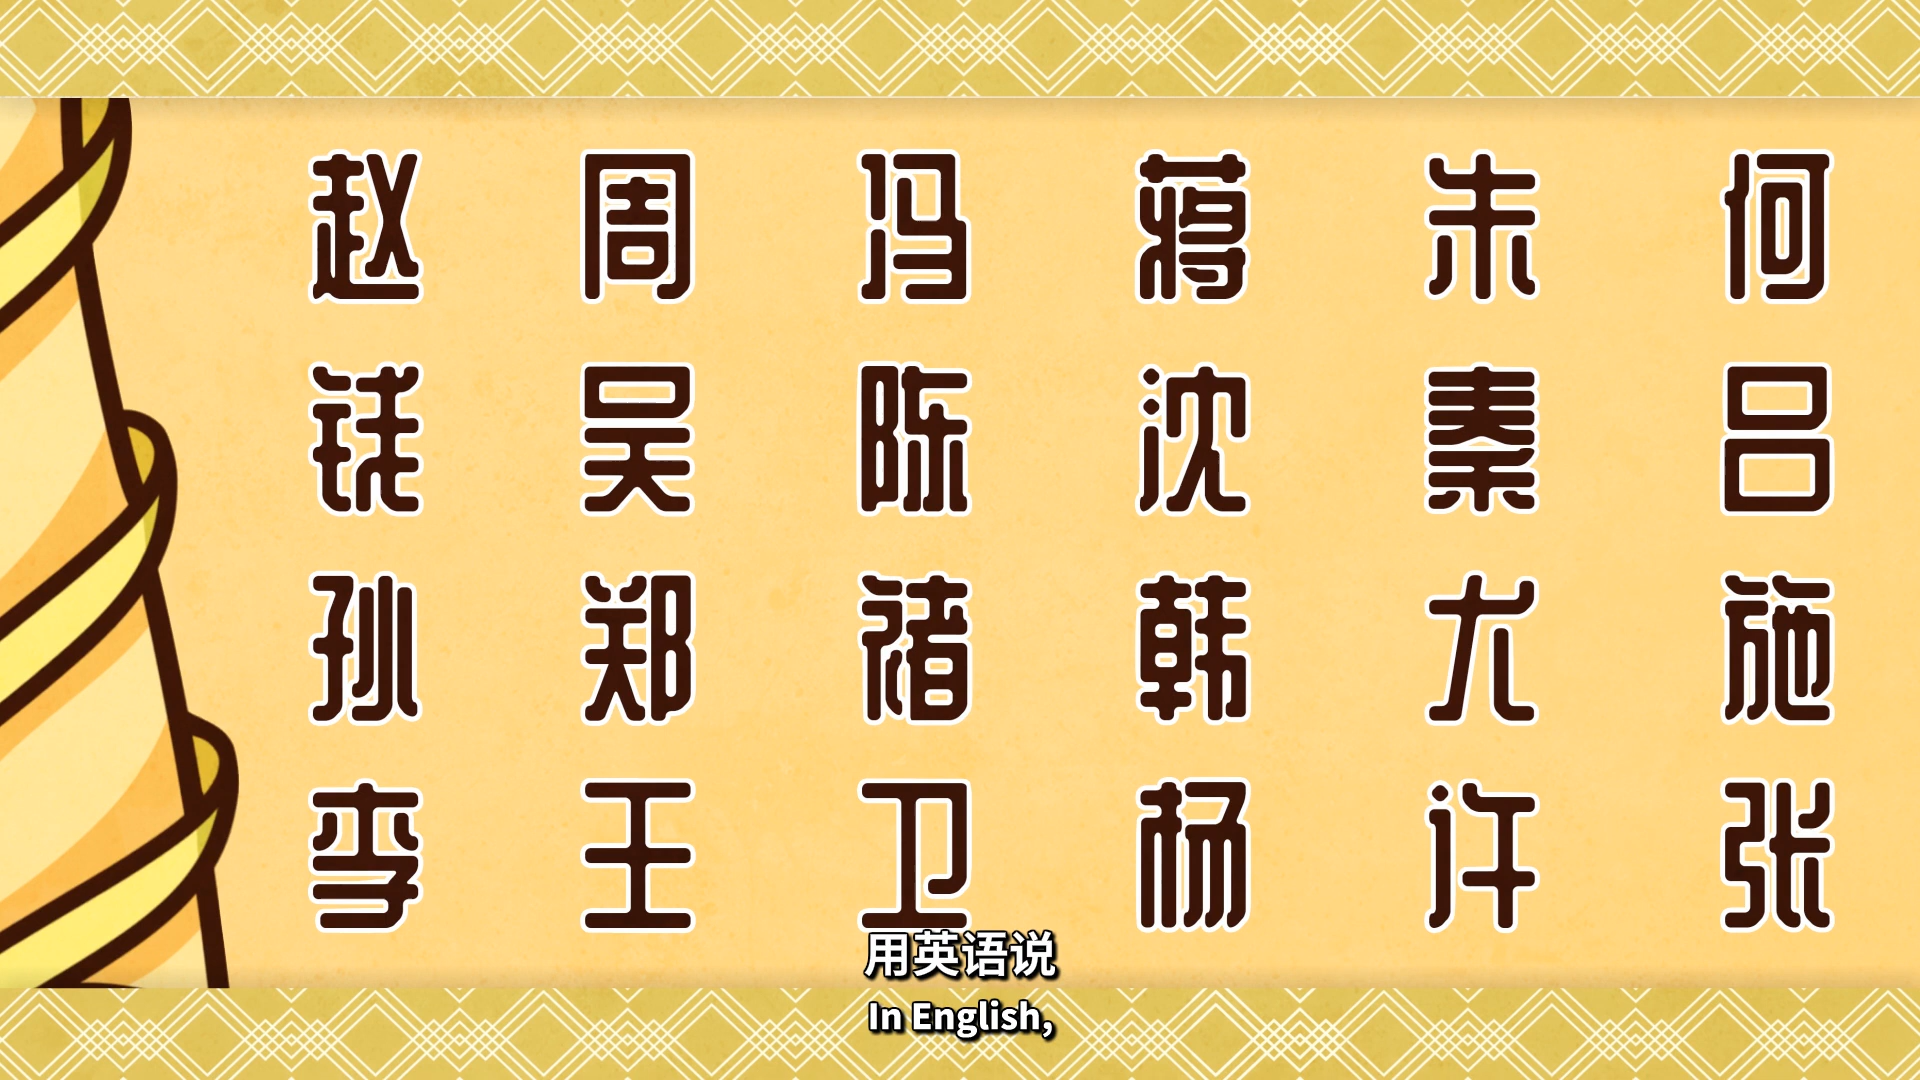 赵 周 冯 蒋 朱 何
钱 吴 陈 沈 秦 吕
孙 郑 褚 韩 尤 施
李 王 卫 杨 许 张
用英语说
In English,